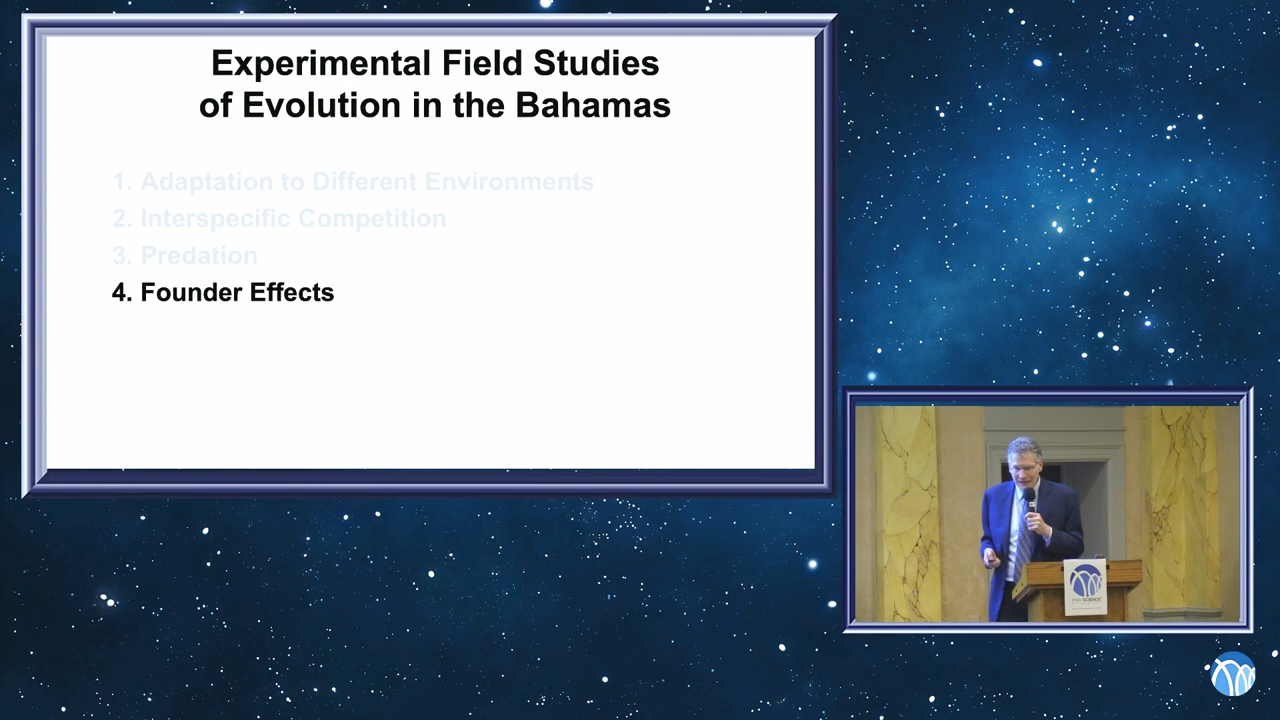 Experimental Field Studies
of Evolution in the Bahamas
1. Adaptation to Different Environments
2. Interspecific Competition
3. Predation
4. Founder Effects